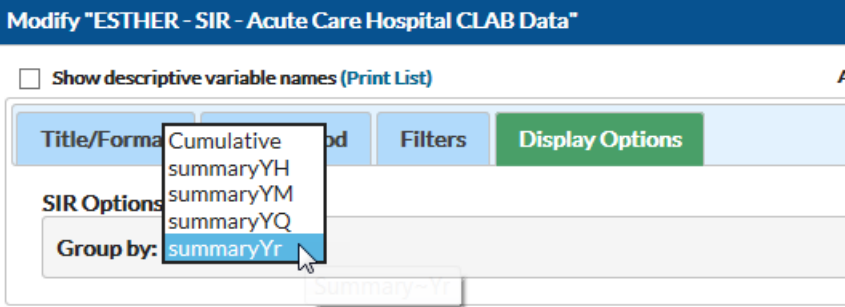 Modify "ESTHER - SIR - Acute Care Hospital CLAB Data"
Show descriptive variable names (Print List)
Title/Forma
od
Filters
Display Options
Cumulative
summaryYH
summaryYM
summaryYQ
summaryYr
SIR Options
Group by:
Summary~Yr